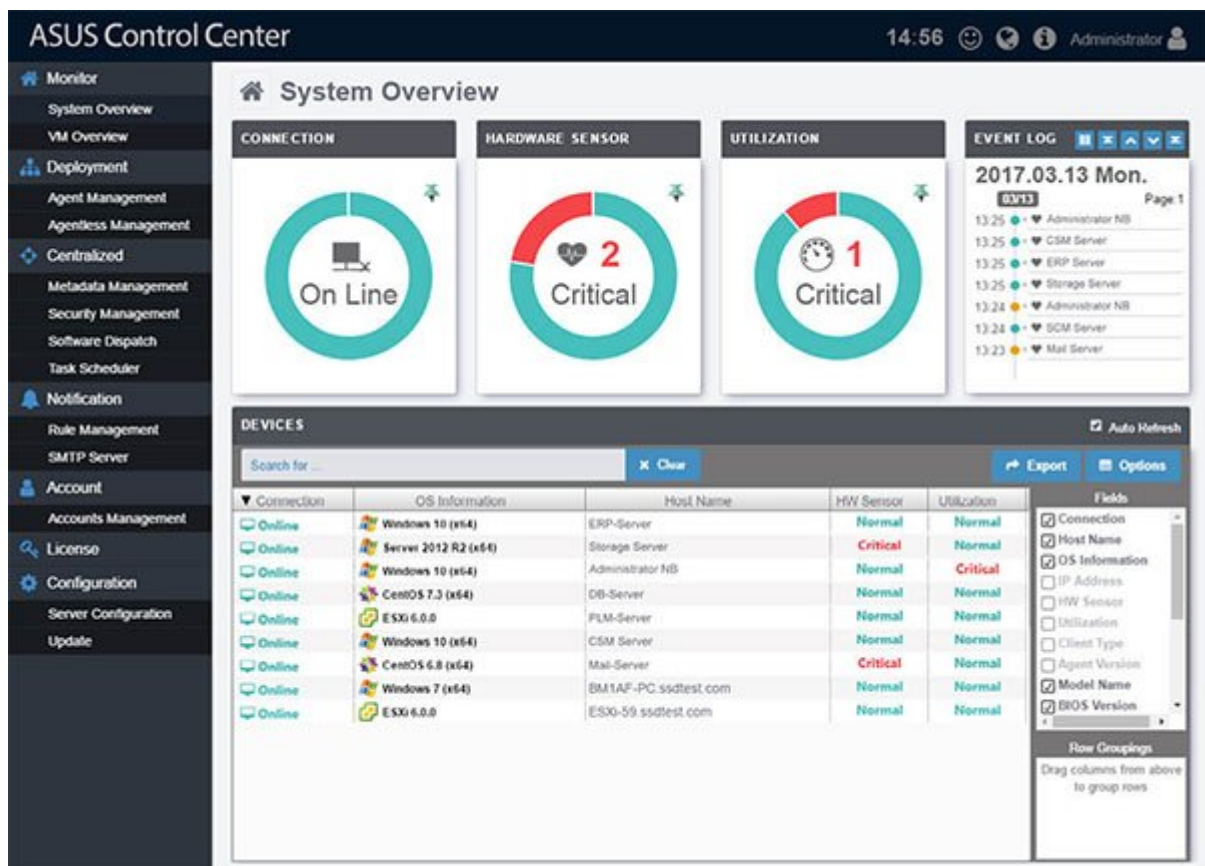 ASUS Control Center
14:56 Administrator
Monitor
System Overview
VM Overview
Deployment
Agent Management
Agentless Management
Centralized
Metadata Management
Security Management
Software Dispatch
Task Scheduler
Notification
Rule Management
SMTP Server
Account
Accounts Management
License
Configuration
Server Configuration
Update
System Overview
CONNECTION
On Line
HARDWARE SENSOR
2
Critical
UTILIZATION
1
Critical
EVENT LOG
2017.03.13 Mon.
03/13 Page:1
13:25 Administrator NB
13:25 CSM Server
13:25 ERP Server
13:25 Storage Server
13:24 Administrator NB
13:24 SCM Server
13:23 Mail Server
DEVICES
Auto Refresh
Search for ...
Clear
Export
Options
Connection OS Information Host Name HW Sensor Utilization
Online Windows 10 (x64) ERP-Server Normal Normal
Online Server 2012 R2 (x64) Storage Server Critical Normal
Online Windows 10 (x64) Administrator NB Normal Critical
Online CentOS 7.3 (x64) DB-Server Normal Normal
Online ESXi 6.0.0 PLM-Server Normal Normal
Online Windows 10 (x64) CSM Server Normal Normal
Online CentOS 6.8 (x64) Mail-Server Critical Normal
Online Windows 7 (x64) BM1AF-PC.ssdtest.com Normal Normal
Online ESXi 6.0.0 ESXi-59.ssdtest.com Normal Normal
Fields
Connection
Host Name
OS Information
IP Address
HW Sensor
Utilization
Client Type
Agent Version
Model Name
BIOS Version
Row Groupings
Drag columns from above
to group rows